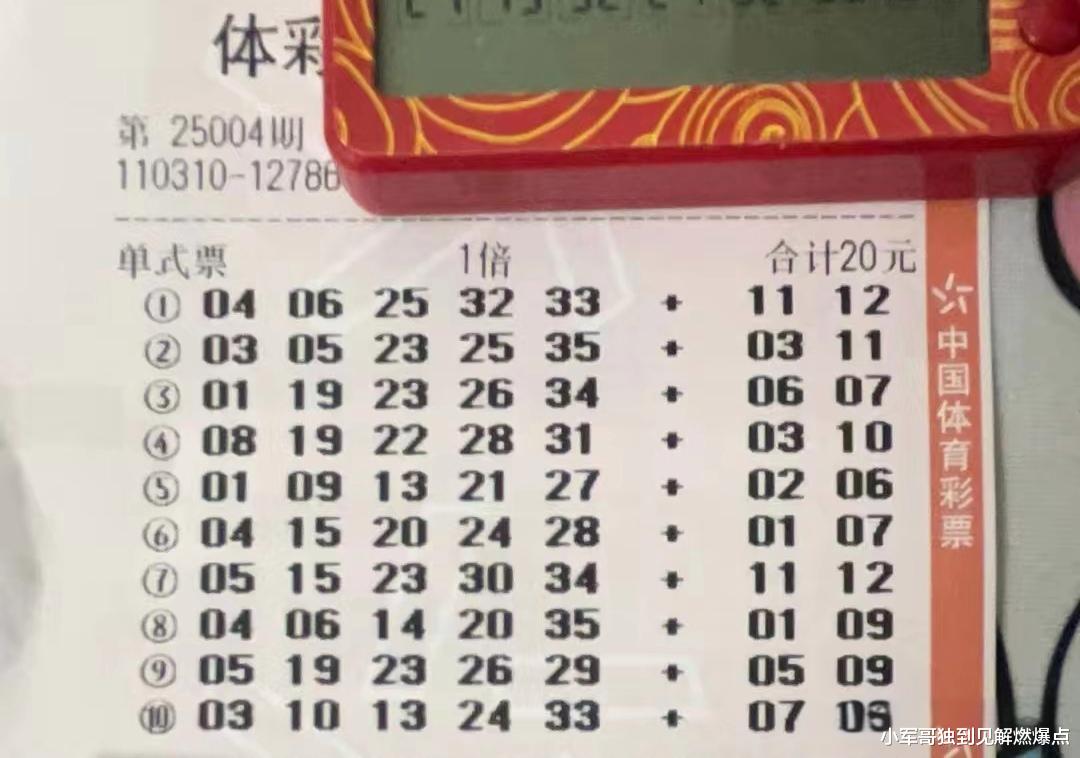 体彩
第 25004期
110310-12786
单式票 1倍 合计20元
① 04 06 25 32 33 + 11 12
② 03 05 23 25 35 + 03 11
③ 01 19 23 26 34 + 06 07
④ 08 19 22 28 31 + 03 10
⑤ 01 09 13 21 27 + 02 06
⑥ 04 15 20 24 28 + 01 07
⑦ 05 15 23 30 34 + 11 12
⑧ 04 06 14 20 35 + 01 09
⑨ 05 19 23 26 29 + 05 09
⑩ 03 10 13 24 33 + 07
中国体育彩票
小军哥独到见解燃爆点